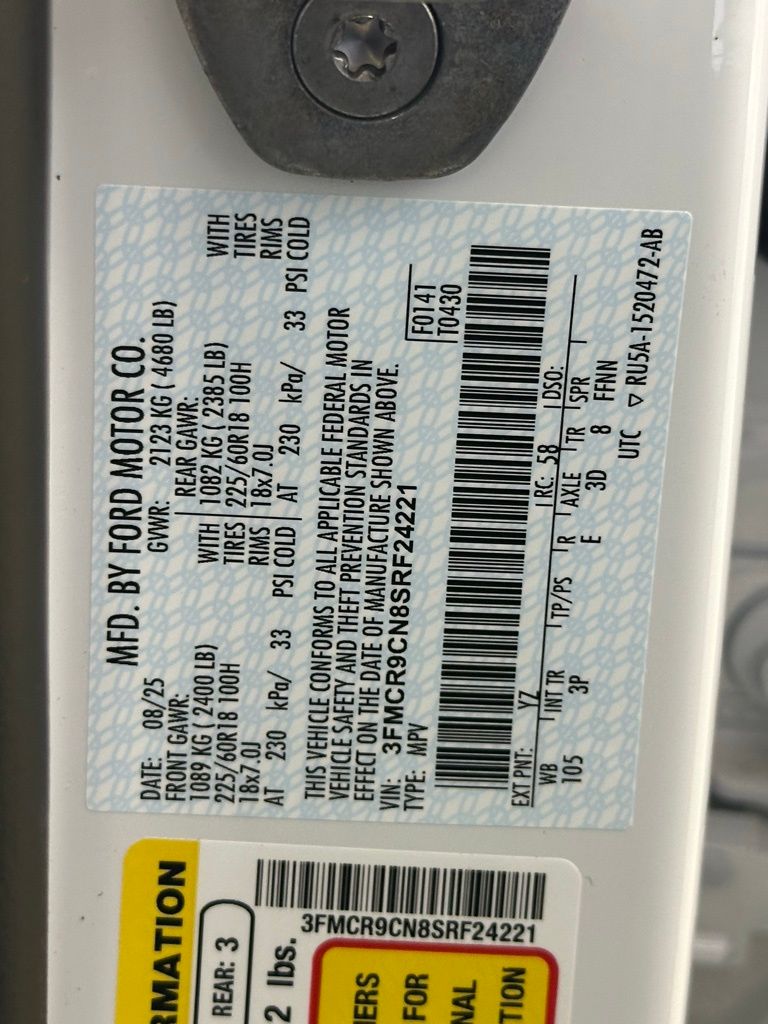 MFD. BY FORD MOTOR CO.
DATE: 08/25
GVWR: 2123 KG ( 4680 LB)
FRONT GAWR:
REAR GAWR:
1089 KG ( 2400 LB) WITH
1082 KG ( 2385 LB) WITH
225/60R18 100H TIRES
225/60R18 100H TIRES
18x7.0J RIMS
18x7.0J RIMS
AT 230 kPa/ 33 PSI COLD
AT 230 kPa/ 33 PSI COLD
THIS VEHICLE CONFORMS TO ALL APPLICABLE FEDERAL MOTOR
VEHICLE SAFETY AND THEFT PREVENTION STANDARDS IN
EFFECT ON THE DATE OF MANUFACTURE SHOWN ABOVE.
VIN: 3FMCR9CN8SRF24221
TYPE: MPV
F0141
T0430
EXT PNT: YZ RC: 58 DSO:
WB INT TR TP/PS R AXLE TR SPR
105 3P E 3D 8 FFNN
UTC ▽ RU5A-1520472-AB
RMATION
REAR: 3
2 lbs.
3FMCR9CN8SRF24221
NERS
FOR
NAL
TION